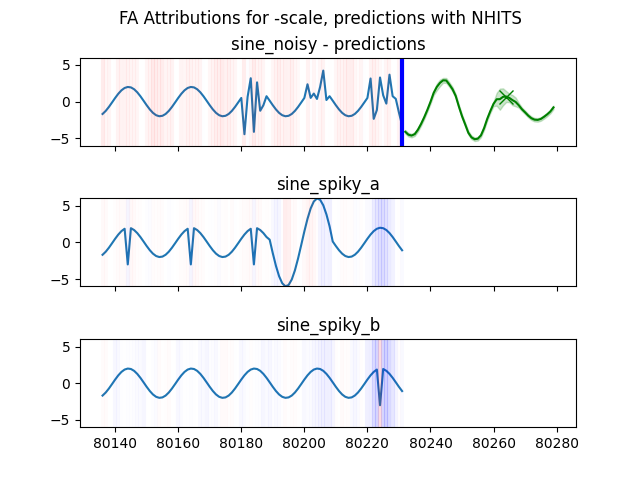 FA Attributions for -scale, predictions with NHITS
sine_noisy - predictions
5
0
−5
sine_spiky_a
5
0
−5
sine_spiky_b
5
0
−5
80140 80160 80180 80200 80220 80240 80260 80280